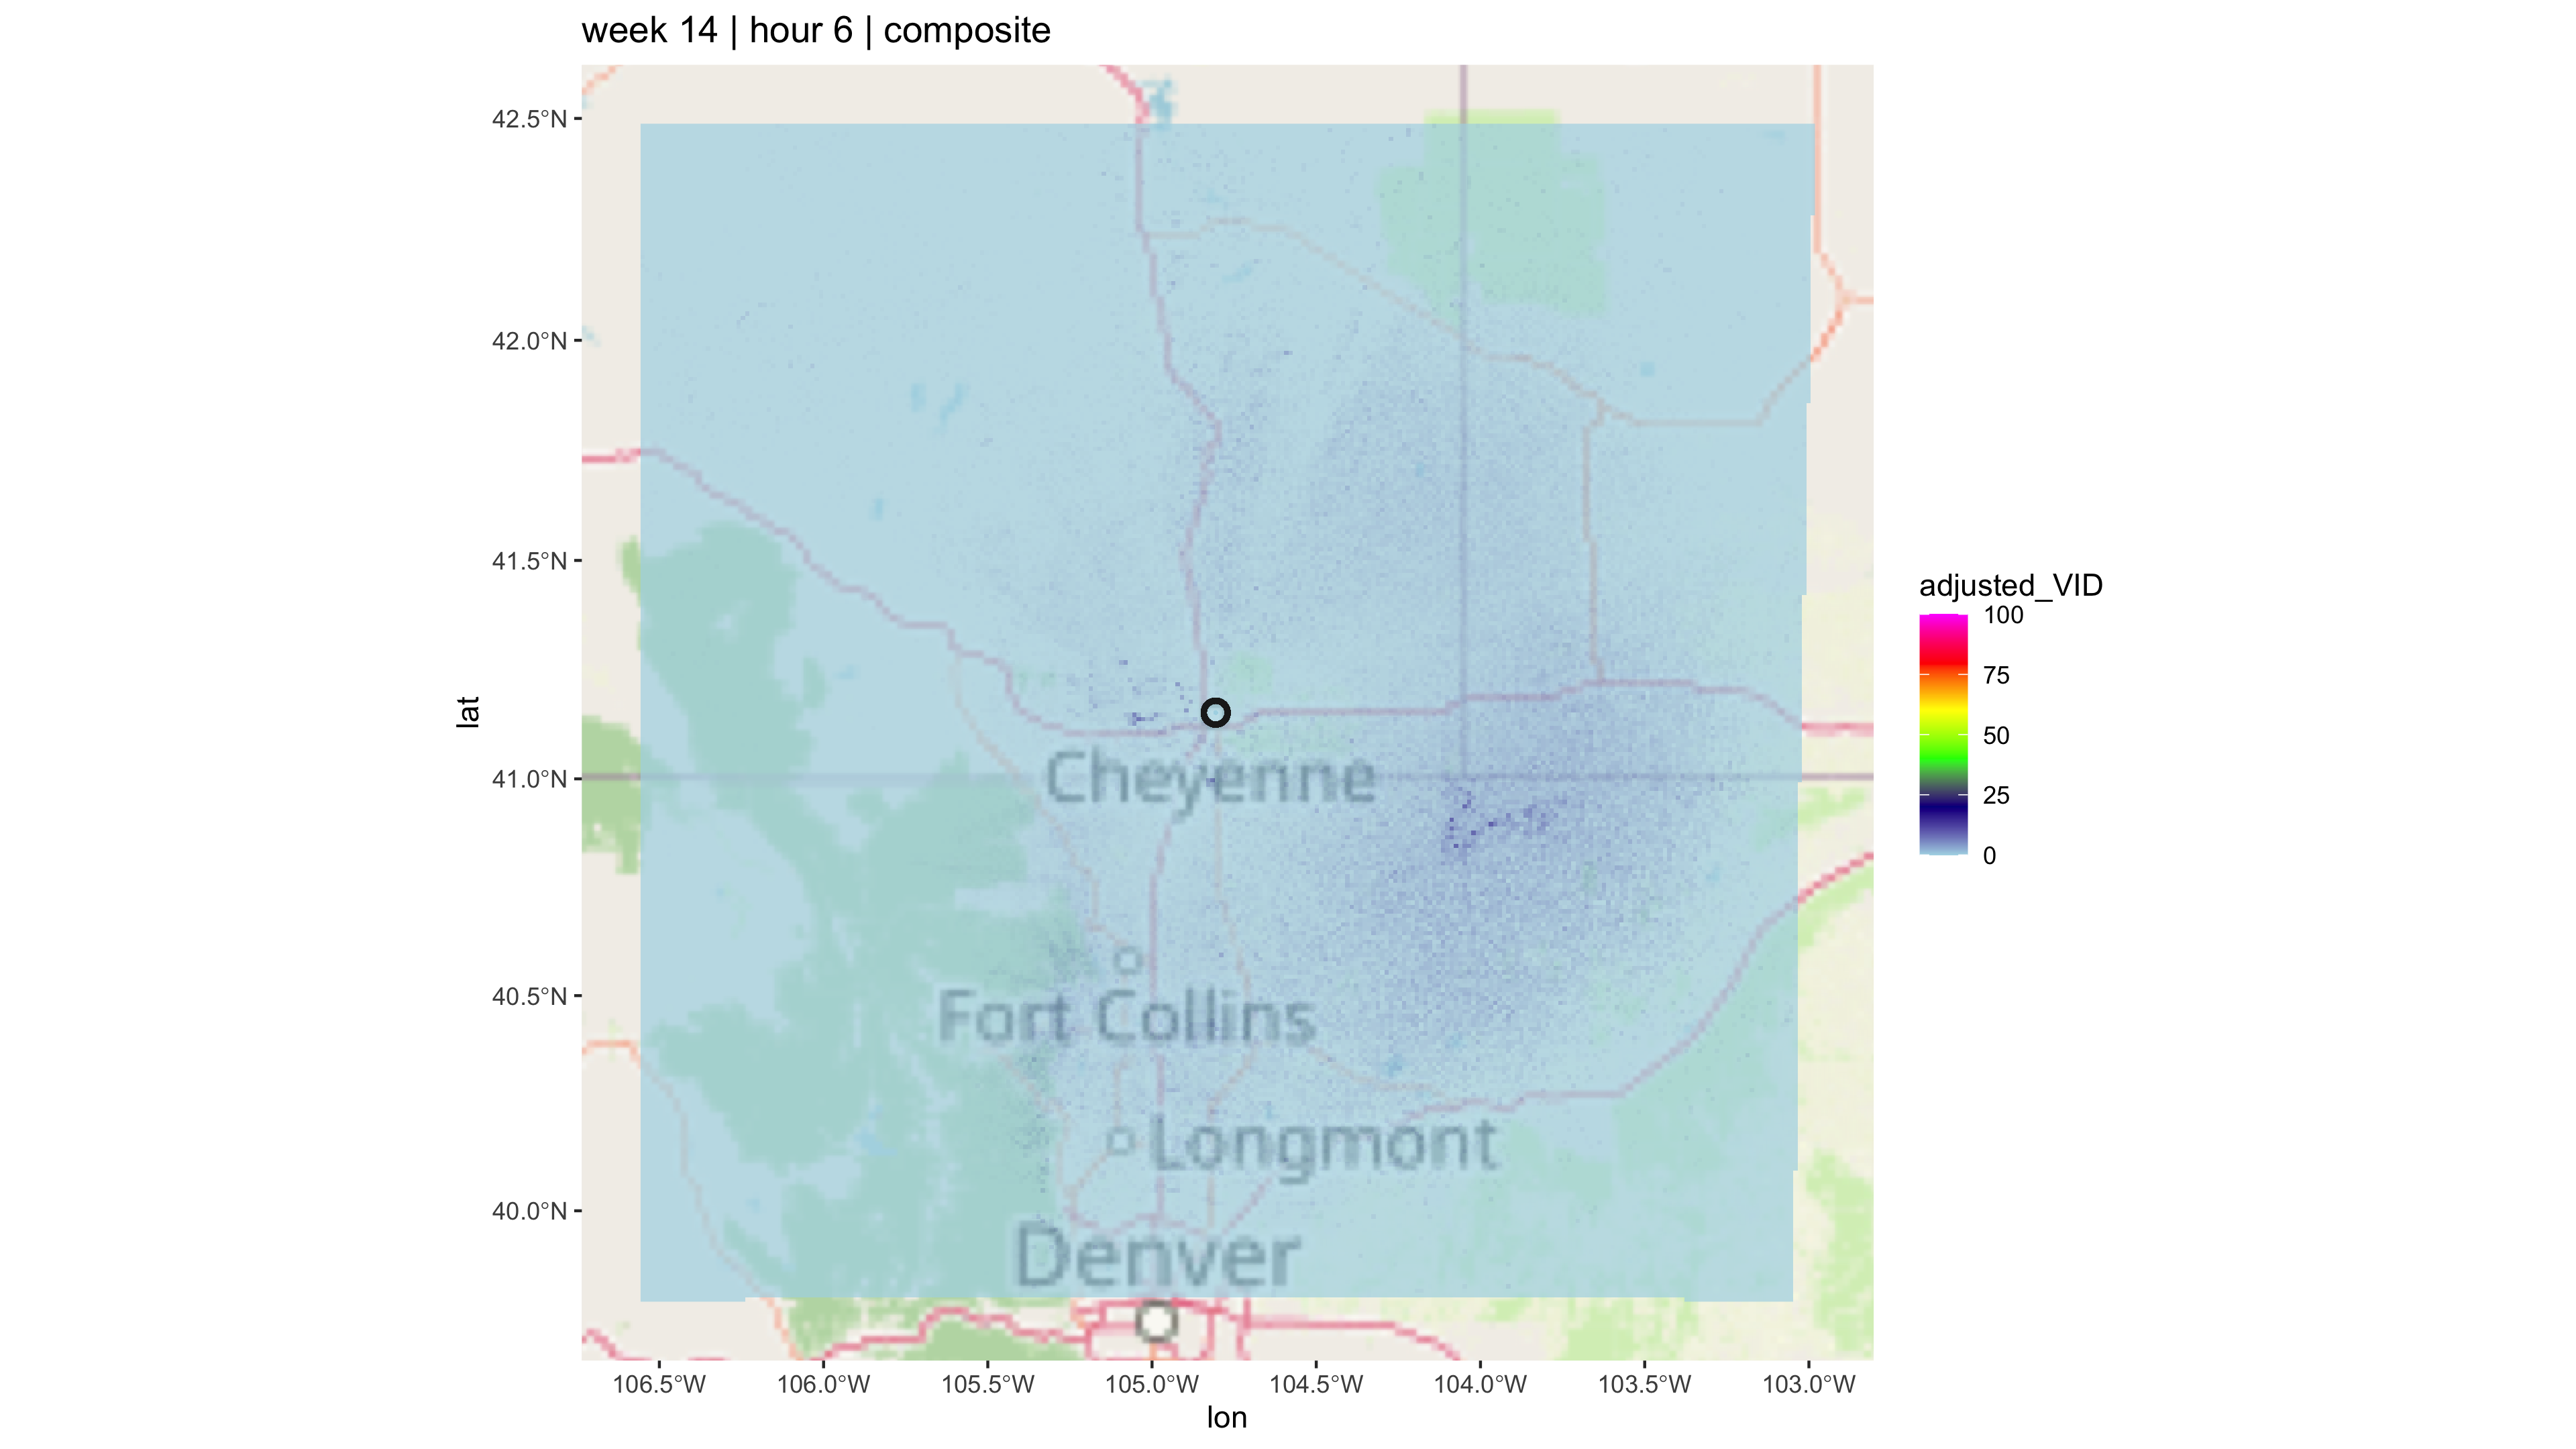 week 14 | hour 6 | composite
42.5°N
42.0°N
41.5°N
41.0°N
40.5°N
40.0°N
lat
Cheyenne
Fort Collins
Longmont
Denver
106.5°W 106.0°W 105.5°W 105.0°W 104.5°W 104.0°W 103.5°W 103.0°W
lon
adjusted_VID
100
75
50
25
0